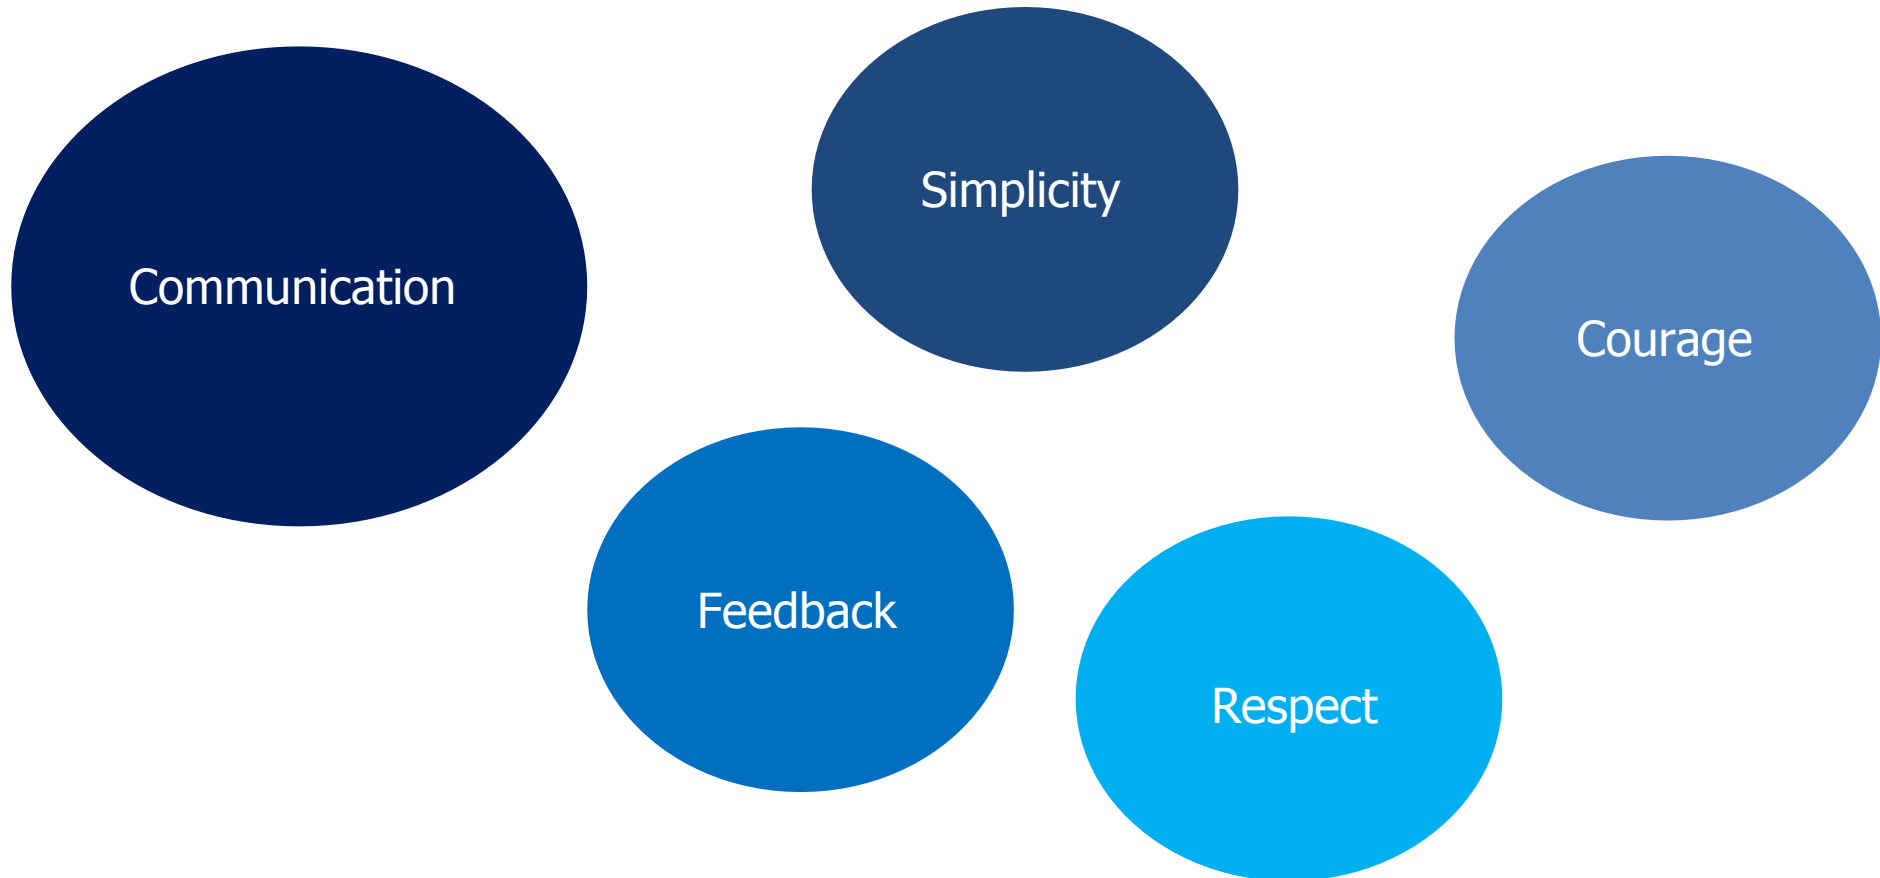 Communication
Simplicity
Courage
Feedback
Respect